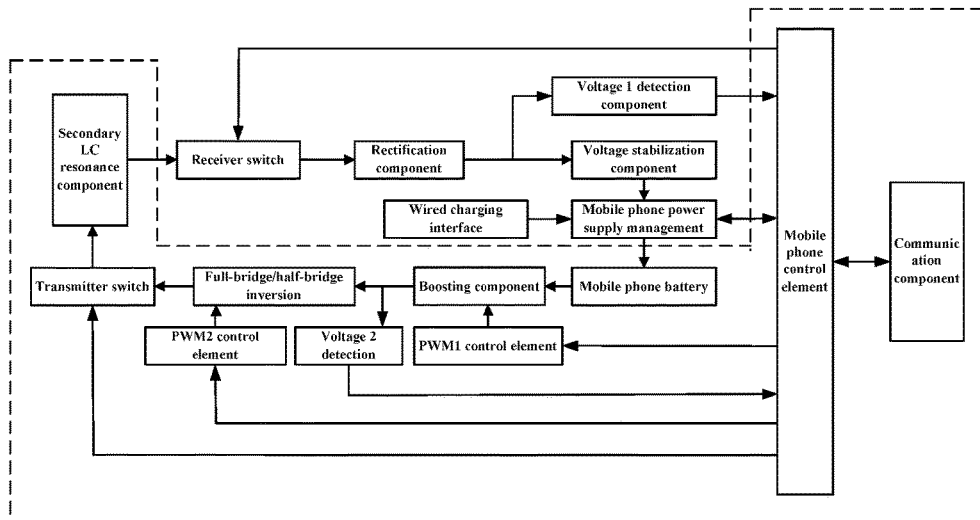 Voltage 1 detection
component
Secondary
LC
resonance
component
Receiver switch
Rectification
component
Voltage stabilization
component
Wired charging
interface
Mobile phone power
supply management
Mobile
phone
control
element
Communic
ation
component
Transmitter switch
Full-bridge/half-bridge
inversion
Boosting component
Mobile phone battery
PWM2 control
element
Voltage 2
detection
PWM1 control element